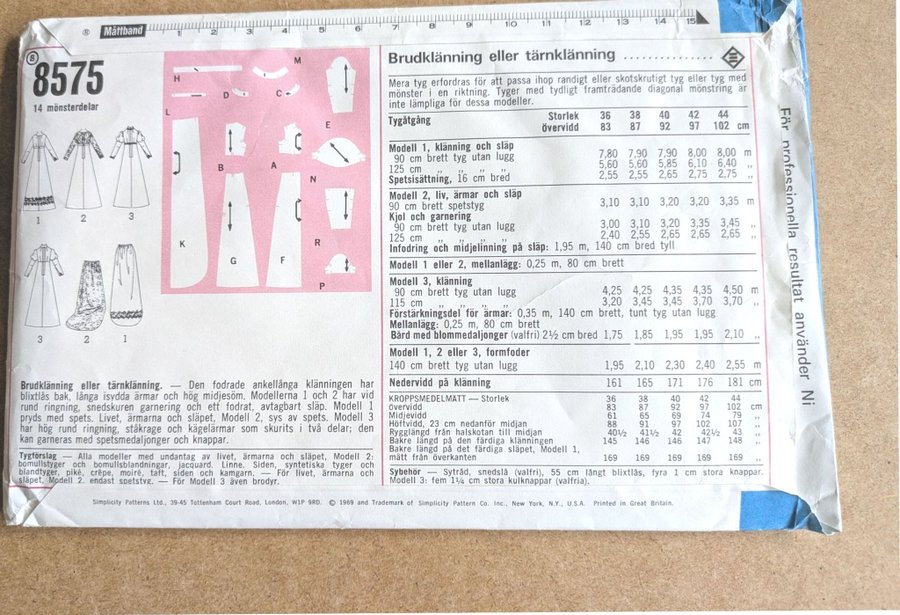 ® Måttband 1 2 3 4 5 6 7 8 9 10 11 12 13 14 15
8575
14 mönsterdelar
1 2 3
3 2 1
H M
D C
L E
B A N
K R
G F P
Brudklänning eller tärnklänning ..............
Mera tyg erfordras för att passa ihop randigt eller skotskrutigt tyg eller tyg med
mönster i en riktning. Tyger med tydligt framträdande diagonal mönstring är
inte lämpliga för dessa modeller.
Tygåtgång Storlek 36 38 40 42 44
övervidd 83 87 92 97 102 cm
Modell 1, klänning och släp
90 cm brett tyg utan lugg 7,80 7,90 7,90 8,00 8,00 m
125 cm „ „ „ „ 5,60 5,60 5,85 6,10 6,40 „
Spetsisättning, 16 cm bred 2,55 2,55 2,65 2,75 2,75 „
Modell 2, liv, ärmar och släp
90 cm brett spetstyg 3,10 3,10 3,20 3,20 3,35 m
Kjol och garnering
90 cm brett tyg utan lugg 3,00 3,10 3,20 3,35 3,45 „
125 cm „ „ „ „ 2,40 2,55 2,65 2,65 2,65 „
Infodring och midjelinning på släp: 1,95 m, 140 cm bred tyll
Modell 1 eller 2, mellanlägg: 0,25 m, 80 cm brett
Modell 3, klänning
90 cm brett tyg utan lugg 4,25 4,25 4,35 4,35 4,50 m
115 cm „ „ „ „ 3,20 3,45 3,45 3,70 3,70 „
Förstärkningsdel för ärmar: 0,35 m, 140 cm brett, tunt tyg utan lugg
Mellanlägg: 0,25 m, 80 cm brett
Bård med blommedaljonger (valfri) 2½ cm bred 1,75 1,85 1,95 1,95 2,10 „
Modell 1, 2 eller 3, formfoder
140 cm brett tyg utan lugg 1,95 2,10 2,30 2,40 2,55 m
Nedervidd på klänning 161 165 171 176 181 cm
KROPPSMEDELMATT — Storlek 36 38 40 42 44
övervidd 83 87 92 97 102 cm
Midjevidd 61 65 69 74 79 „
Höftvidd, 23 cm nedanför midjan 88 91 97 102 107 „
Rygglängd från halskotan till midjan 40½ 41½ 42 42½ 43 „
Bakre längd på den färdiga klänningen 145 146 146 147 148 „
Bakre längd på det färdiga släpet, Modell 1,
mätt från överkanten 169 169 169 169 169 „
Sybehör — Sytråd, snedslå (valfri), 55 cm långt blixtlås, fyra 1 cm stora knappar.
Modell 3: fem 1¼ cm stora kulknappar (valfria).
Brudklänning eller tärnklänning. — Den fodrade ankellånga klänningen har
blixtlås bak, långa isydda ärmar och hög midjesöm. Modellerna 1 och 2 har vid
rund ringning, snedskuren garnering och ett fodrat, avtagbart släp. Modell 1
pryds med spets. Livet, ärmarna och släpet, Modell 2, sys av spets. Modell 3
har hög rund ringning, ståkrage och kägelärmar som skurits i två delar; den
kan garneras med spetsmedaljonger och knappar.
Tygförslag — Alla modeller med undantag av livet, ärmarna och släpet, Modell 2:
bomullstyger och bomullsblandningar, jacquard. Linne. Siden, syntetiska tyger och
blandtyger, piké, crêpe, moiré, taft, siden och kamgarn. — För livet, ärmarna och
släpet, Modell 2, endast spetstyg. — För Modell 3 även brodyr.
Simplicity Patterns Ltd., 39-45 Tottenham Court Road, London, W1P 9RD. © 1969 and Trademark of Simplicity Pattern Co. Inc., New York, N.Y., U.S.A. Printed in Great Britain.
För professionella resultat använder Ni